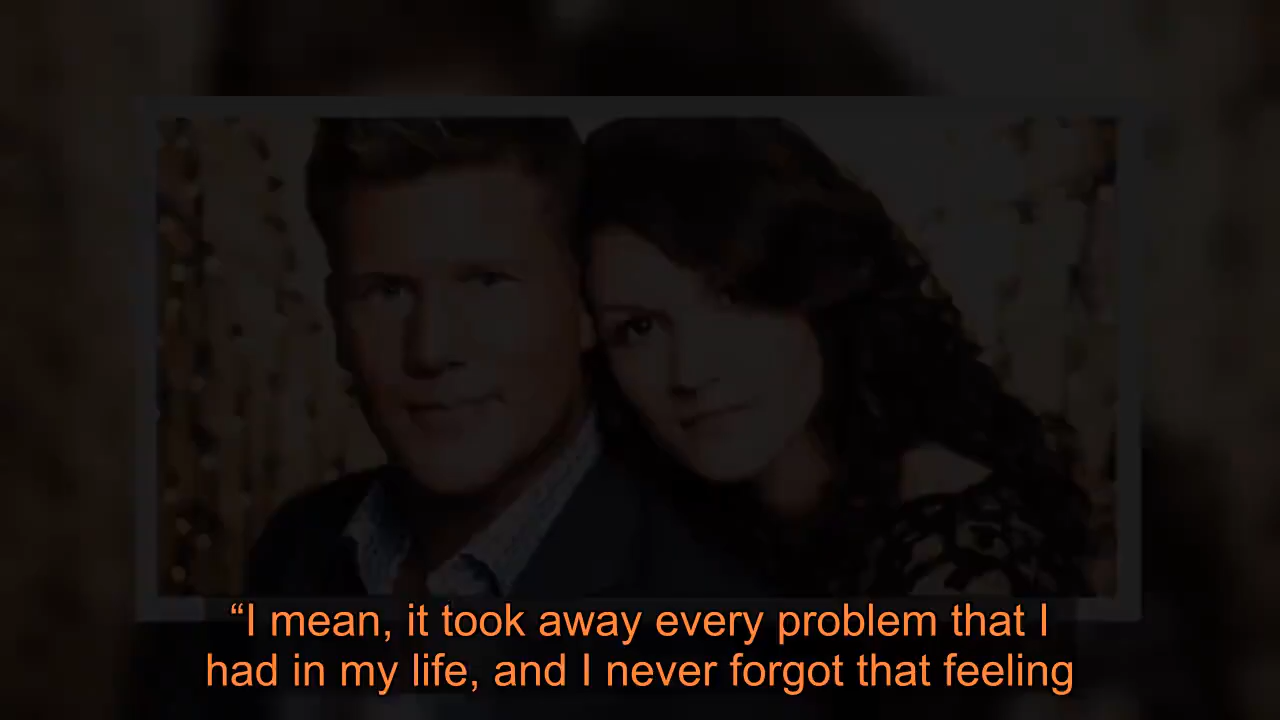 “I mean, it took away every problem that I
had in my life, and I never forgot that feeling